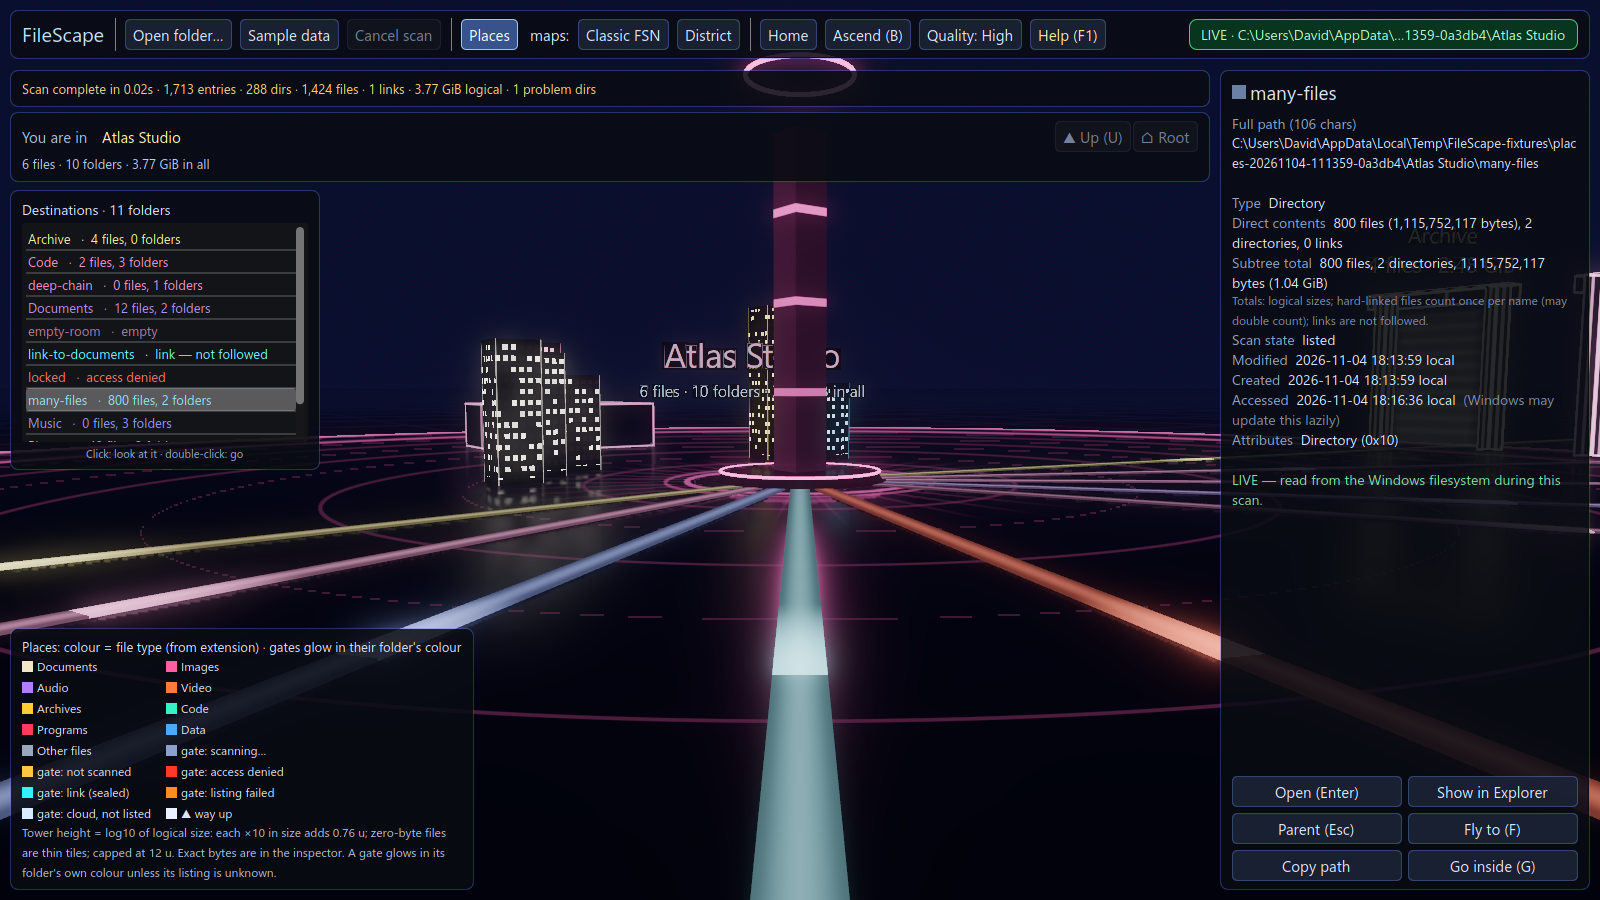 FileScape Open folder... Sample data Cancel scan Places maps: Classic FSN District Home Ascend (B) Quality: High Help (F1) LIVE · C:\Users\David\AppData\...1359-0a3db4\Atlas Studio
Scan complete in 0.02s · 1,713 entries · 288 dirs · 1,424 files · 1 links · 3.77 GiB logical · 1 problem dirs
You are in Atlas Studio ▲ Up (U) Root
6 files · 10 folders · 3.77 GiB in all
Destinations · 11 folders
Archive · 4 files, 0 folders
Code · 2 files, 3 folders
deep-chain · 0 files, 1 folders
Documents · 12 files, 2 folders
empty-room · empty
link-to-documents · link — not followed
locked · access denied
many-files · 800 files, 2 folders
Music · 0 files, 3 folders
Click: look at it · double-click: go
Atlas St o
6 files · 10 folders in all
Archive
many-files
Full path (106 chars)
C:\Users\David\AppData\Local\Temp\FileScape-fixtures\plac
es-20261104-111359-0a3db4\Atlas Studio\many-files
Type Directory
Direct contents 800 files (1,115,752,117 bytes), 2
directories, 0 links
Subtree total 800 files, 2 directories, 1,115,752,117
bytes (1.04 GiB)
Totals: logical sizes; hard-linked files count once per name (may
double count); links are not followed.
Scan state listed
Modified 2026-11-04 18:13:59 local
Created 2026-11-04 18:13:59 local
Accessed 2026-11-04 18:16:36 local (Windows may
update this lazily)
Attributes Directory (0x10)
LIVE — read from the Windows filesystem during this
scan.
Open (Enter) Show in Explorer
Parent (Esc) Fly to (F)
Copy path Go inside (G)
Places: colour = file type (from extension) · gates glow in their folder's colour
Documents Images
Audio Video
Archives Code
Programs Data
Other files gate: scanning...
gate: not scanned gate: access denied
gate: link (sealed) gate: listing failed
gate: cloud, not listed ▲ way up
Tower height = log10 of logical size: each ×10 in size adds 0.76 u; zero-byte files
are thin tiles; capped at 12 u. Exact bytes are in the inspector. A gate glows in its
folder's own colour unless its listing is unknown.